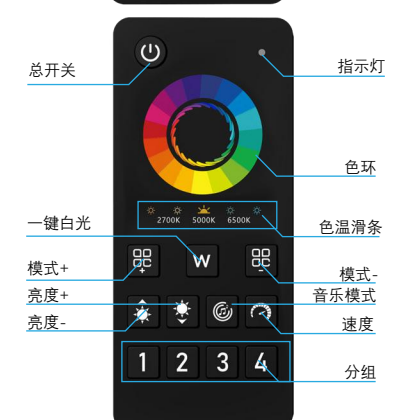 总开关
指示灯
色环
2700K 5000K 6500K
一键白光
色温滑条
W
模式+
模式-
+
-
亮度+
音乐模式
亮度-
速度
1 2 3 4
分组